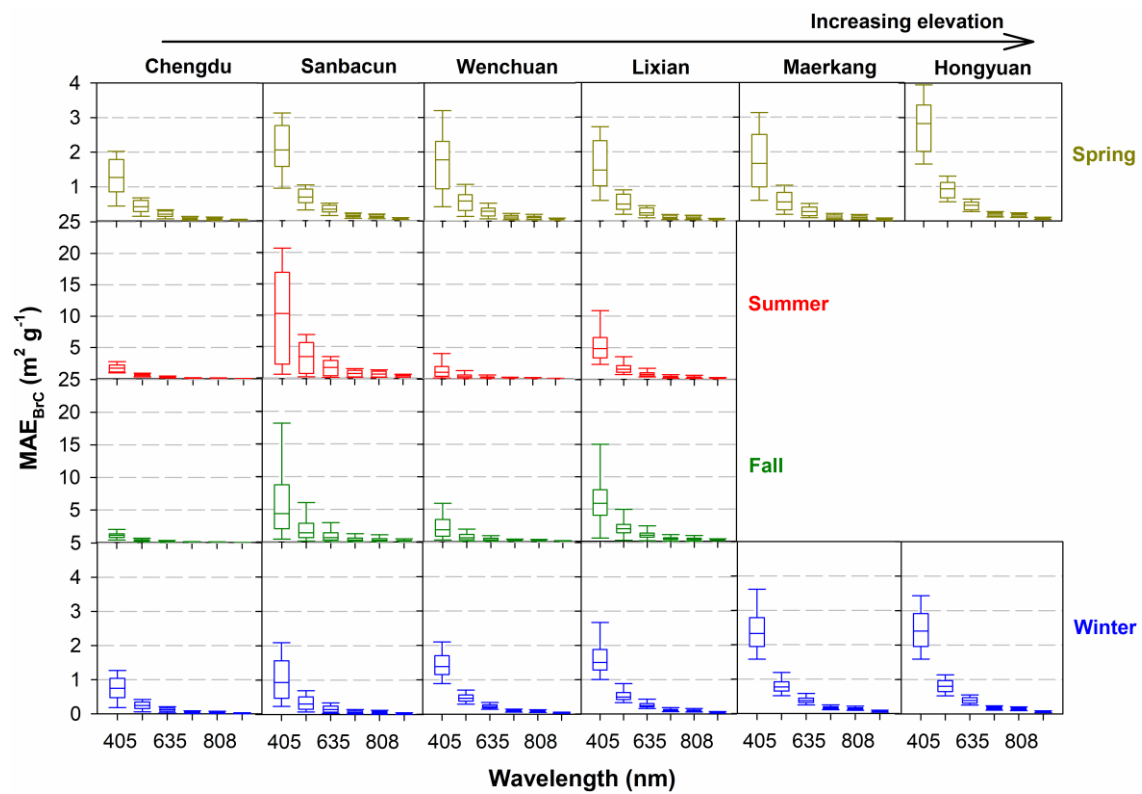 Increasing elevation
Chengdu Sanbacun Wenchuan Lixian Maerkang Hongyuan
4
3
2
1
Spring
25
20
15
10
5
Summer
25
20
15
10
5
Fall
5
4
3
2
1
0
Winter
MAE_BrC (m² g⁻¹)
405 635 808 405 635 808 405 635 808 405 635 808 405 635 808 405 635 808
Wavelength (nm)